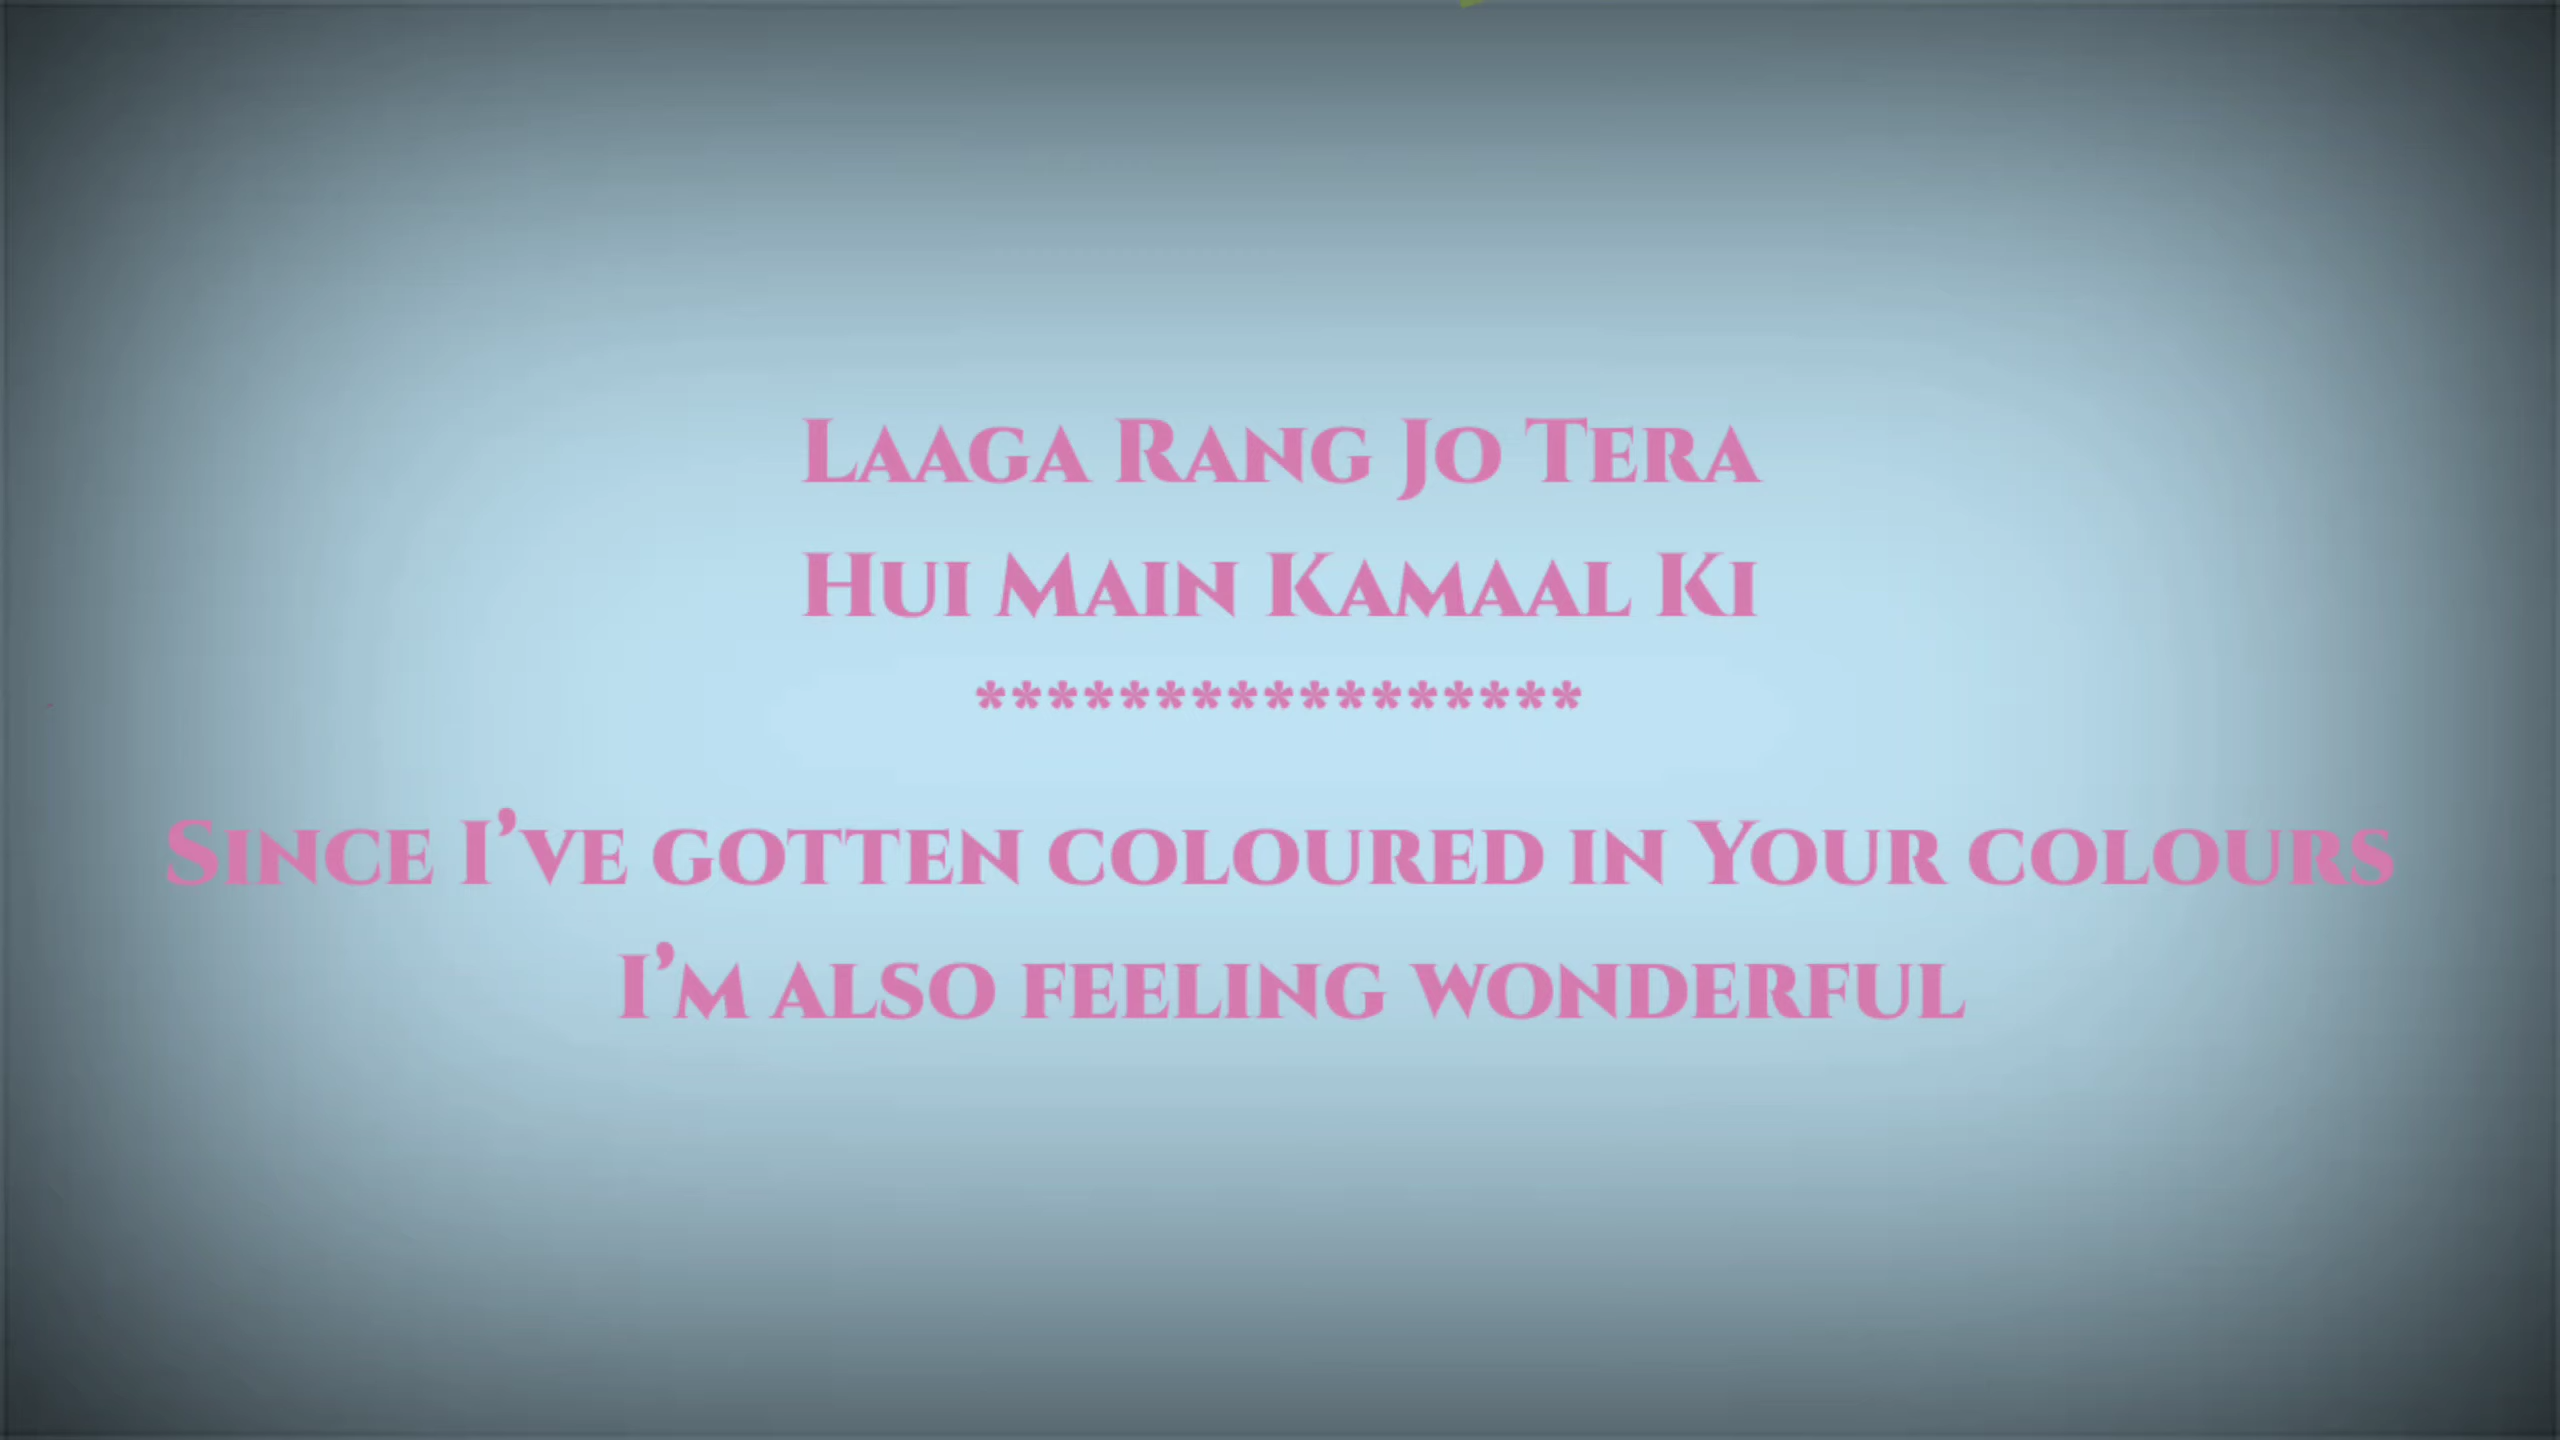 Laaga Rang Jo Tera
Hui Main Kamaal Ki
*****************
Since I’ve gotten coloured in Your colours
I’m also feeling wonderful